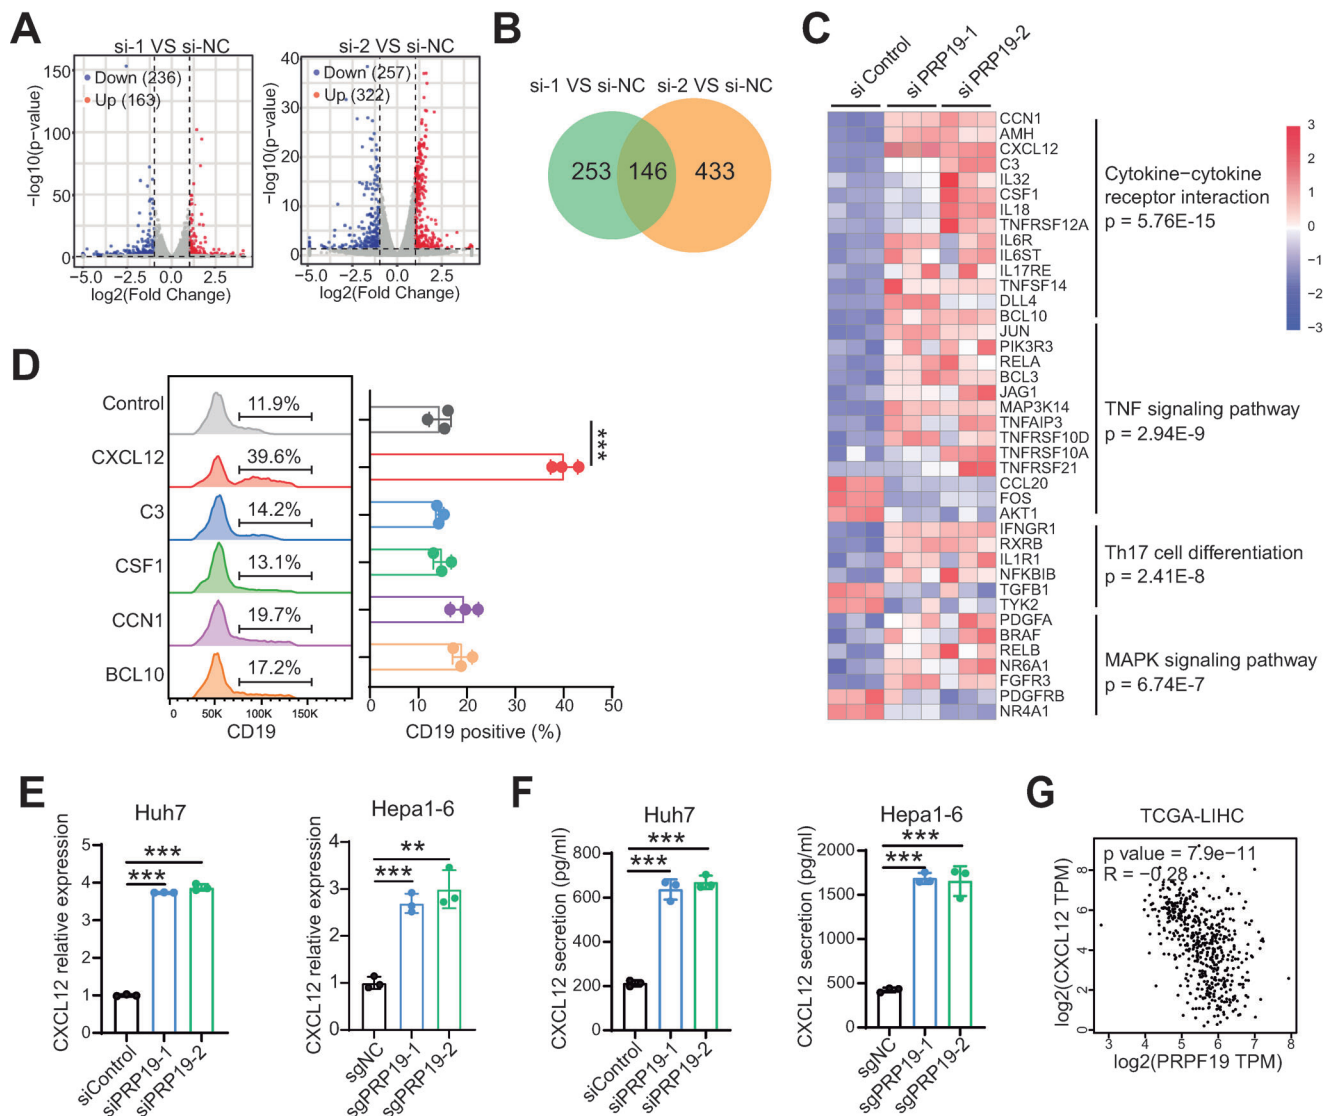 A
si-1 VS si-NC
Down (236)
Up (163)
150
100
50
0
−5.0
−2.5
0.0
2.5
−log10(p−value)
log2(Fold Change)
si-2 VS si-NC
Down (257)
Up (322)
40
30
20
10
0
−5.0
−2.5
0.0
2.5
−log10(p−value)
log2(Fold Change)
B
si-1 VS si-NC
si-2 VS si-NC
253
146
433
C
si Control
si PRP19-1
si PRP19-2
CCN1
AMH
CXCL12
C3
IL32
CSF1
IL18
TNFRSF12A
IL6R
IL6ST
IL17RE
TNFSF14
DLL4
BCL10
JUN
PIK3R3
RELA
BCL3
JAG1
MAP3K14
TNFAIP3
TNFRSF10D
TNFRSF10A
TNFRSF21
CCL20
FOS
AKT1
IFNGR1
RXRB
IL1R1
NFKBIB
TGFB1
TYK2
PDGFA
BRAF
RELB
NR6A1
FGFR3
PDGFRB
NR4A1
Cytokine−cytokine
receptor interaction
p = 5.76E-15
TNF signaling pathway
p = 2.94E-9
Th17 cell differentiation
p = 2.41E-8
MAPK signaling pathway
p = 6.74E-7
3
2
1
0
−1
−2
−3
D
Control
11.9%
CXCL12
39.6%
C3
14.2%
CSF1
13.1%
CCN1
19.7%
BCL10
17.2%
0
50K
100K
150K
CD19
***
0
10
20
30
40
50
CD19 positive (%)
E
Huh7
CXCL12 relative expression
5
4
3
2
1
0
***
***
siControl
siPRP19-1
siPRP19-2
Hepa1-6
CXCL12 relative expression
4
3
2
1
0
**
***
sgNC
sgPRP19-1
sgPRP19-2
F
Huh7
CXCL12 secretion (pg/ml)
800
600
400
200
0
***
***
siControl
siPRP19-1
siPRP19-2
Hepa1-6
CXCL12 secretion (pg/ml)
2000
1500
1000
500
0
***
***
sgNC
sgPRP19-1
sgPRP19-2
G
TCGA-LIHC
p value = 7.9e−11
R = −0.28
log2(CXCL12 TPM)
8
6
4
2
0
3
4
5
6
7
8
log2(PRPF19 TPM)